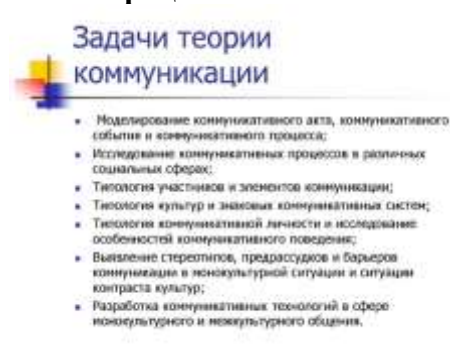 Задачи теории
коммуникации
Моделирование коммуникативного акта, коммуникативного
события и коммуникативного процесса;
Исследование коммуникативных процессов в различных
социальных сферах;
Типология участников и элементов коммуникации;
Типология культур и знаковых коммуникативных систем;
Типология коммуникативной личности и исследование
особенностей коммуникативного поведения;
Выявление стереотипов, предрассудков и барьеров
коммуникации в монокультурной ситуации и ситуации
контраста культур;
Разработка коммуникативных технологий в сфере
монокультурного и межкультурного общения.